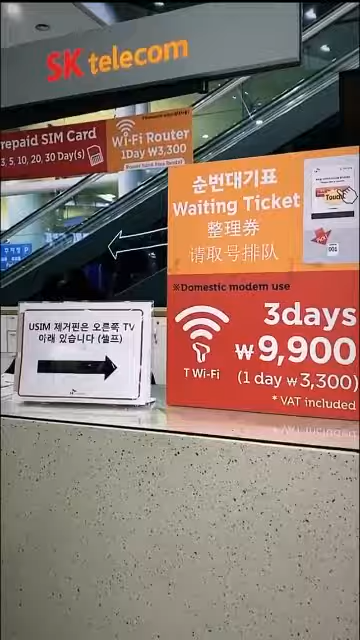 SK telecom
repaid SIM Card
3, 5, 10, 20, 30 Day(s)
Wi-Fi Router
1Day ₩3,300
순번대기표
Waiting Ticket
整理券
请取号排队
Touch
001
※Domestic modem use
3days
₩9,900
(1 day ₩3,300)
* VAT included
T Wi-Fi
USIM 제거핀은 오른쪽 TV
아래 있습니다 (셀프)